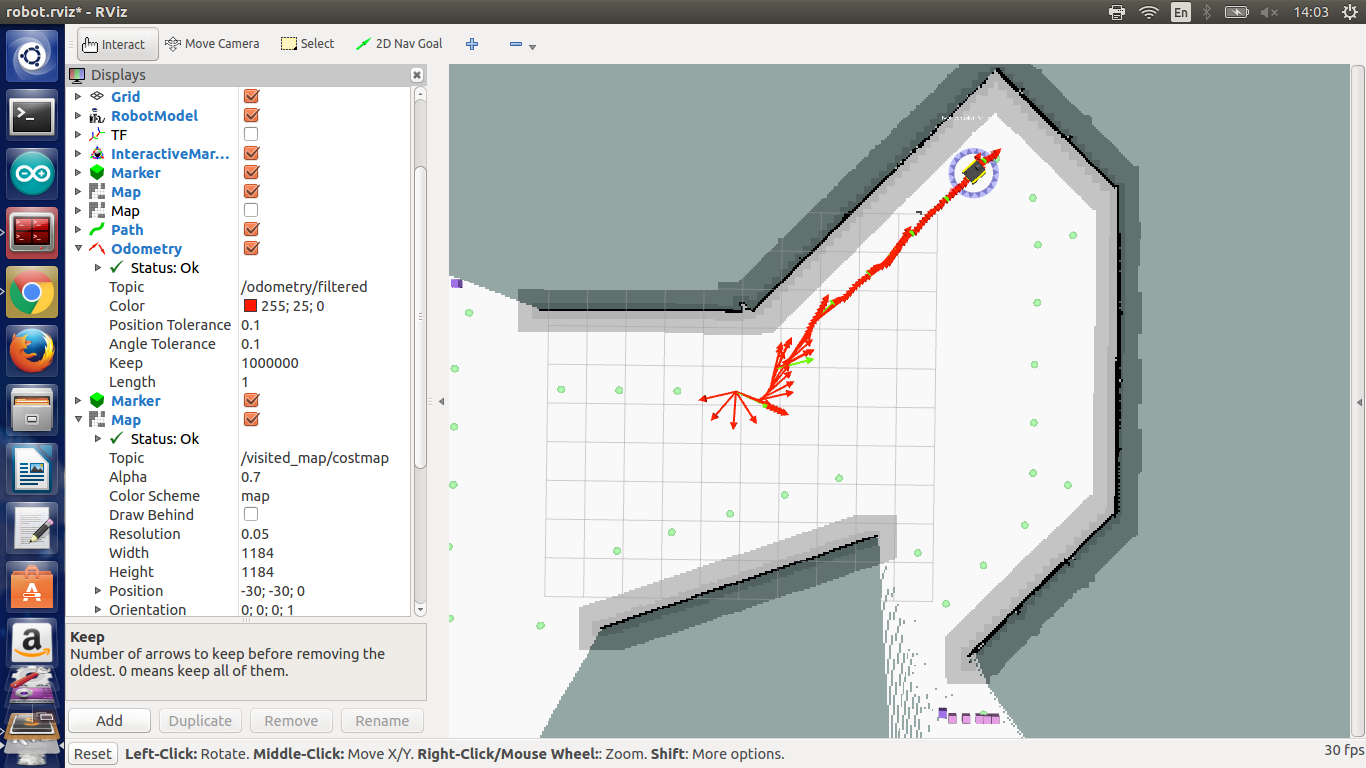 robot.rviz* - RViz
En
14:03
Interact
Move Camera
Select
2D Nav Goal
Displays
Grid
RobotModel
TF
InteractiveMar...
Marker
Map
Map
Path
Odometry
Status: Ok
Topic /odometry/filtered
Color 255; 25; 0
Position Tolerance 0.1
Angle Tolerance 0.1
Keep 1000000
Length 1
Marker
Map
Status: Ok
Topic /visited_map/costmap
Alpha 0.7
Color Scheme map
Draw Behind
Resolution 0.05
Width 1184
Height 1184
Position -30; -30; 0
Orientation 0; 0; 0; 1
Keep
Number of arrows to keep before removing the
oldest. 0 means keep all of them.
Add Duplicate Remove Rename
Reset Left-Click: Rotate. Middle-Click: Move X/Y. Right-Click/Mouse Wheel:: Zoom. Shift: More options.
30 fps